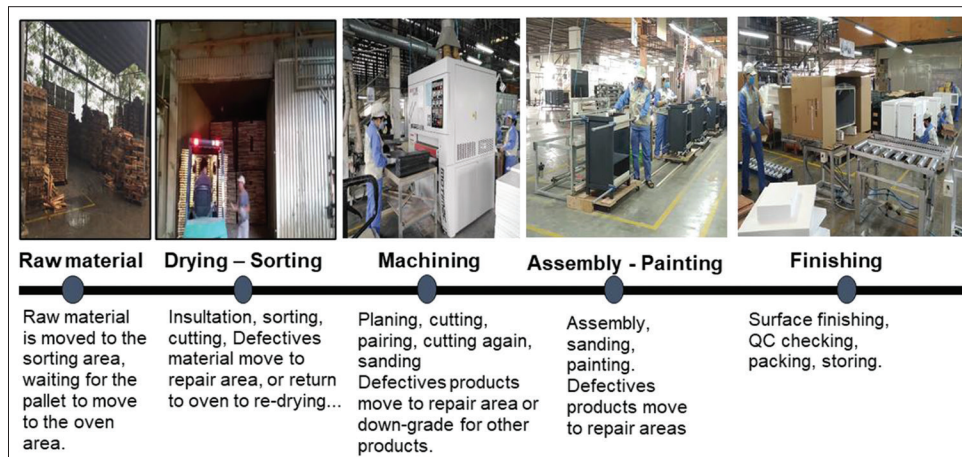 Raw material
Raw material
is moved to the
sorting area,
waiting for the
pallet to move
to the oven
area.
Drying – Sorting
Insultation, sorting,
cutting, Defectives
material move to
repair area, or return
to oven to re-drying...
Machining
Planing, cutting,
pairing, cutting again,
sanding
Defectives products
move to repair area or
down-grade for other
products.
Assembly - Painting
Assembly,
sanding,
painting.
Defectives
products move
to repair areas
Finishing
Surface finishing,
QC checking,
packing, storing.